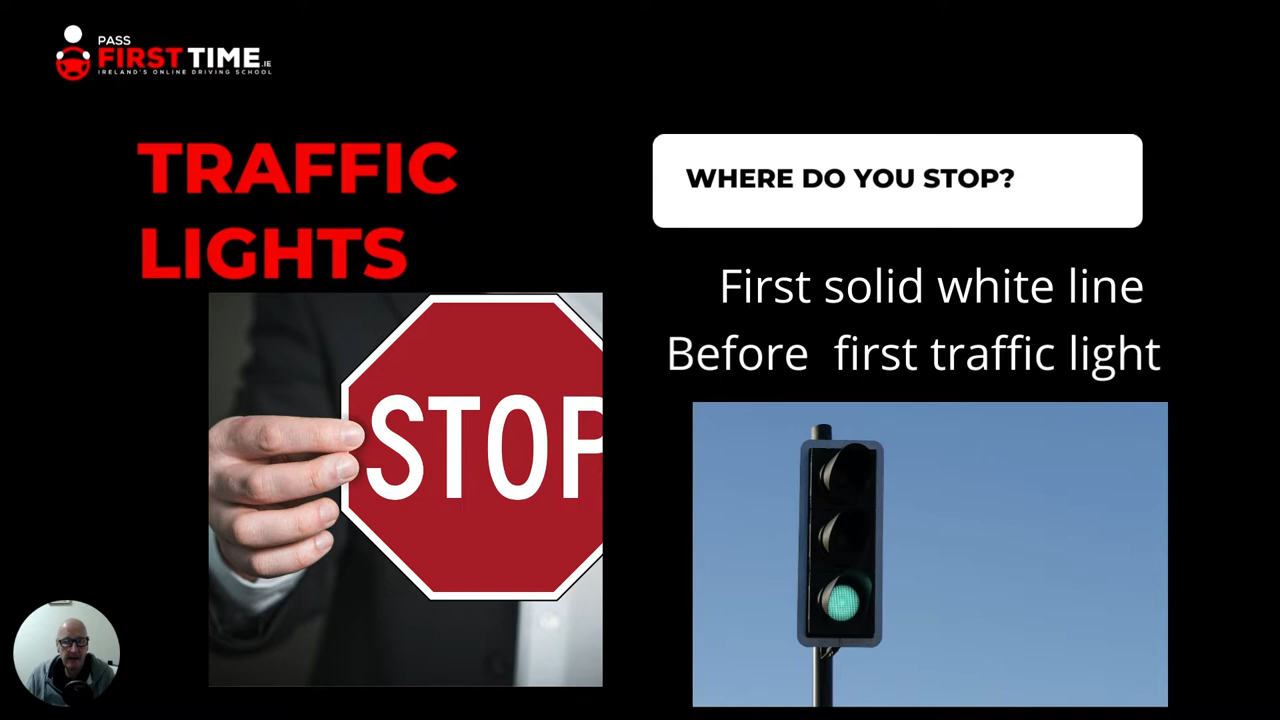 PASS
FIRST TIME.IE
IRELAND'S ONLINE DRIVING SCHOOL
TRAFFIC
LIGHTS
WHERE DO YOU STOP?
First solid white line
Before first traffic light
STOP